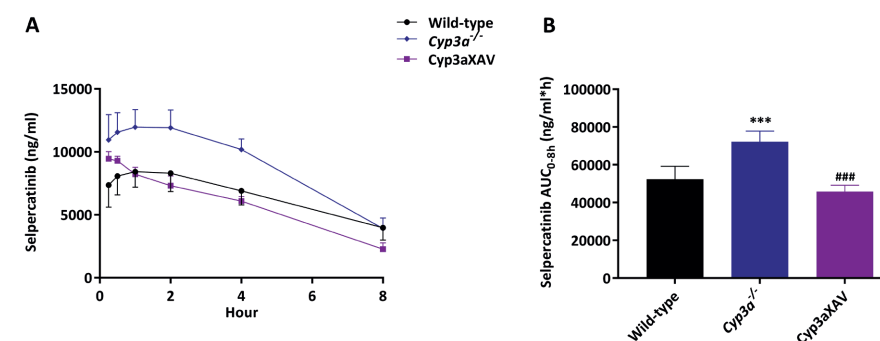 A
Wild-type
Cyp3a-/-
Cyp3aXAV
Selpercatinib (ng/ml)
15000
10000
5000
0
0 2 4 6 8
Hour
B
Selpercatinib AUC0-8h (ng/ml*h)
100000
80000
60000
40000
20000
0
***
###
Wild-type
Cyp3a-/-
Cyp3aXAV